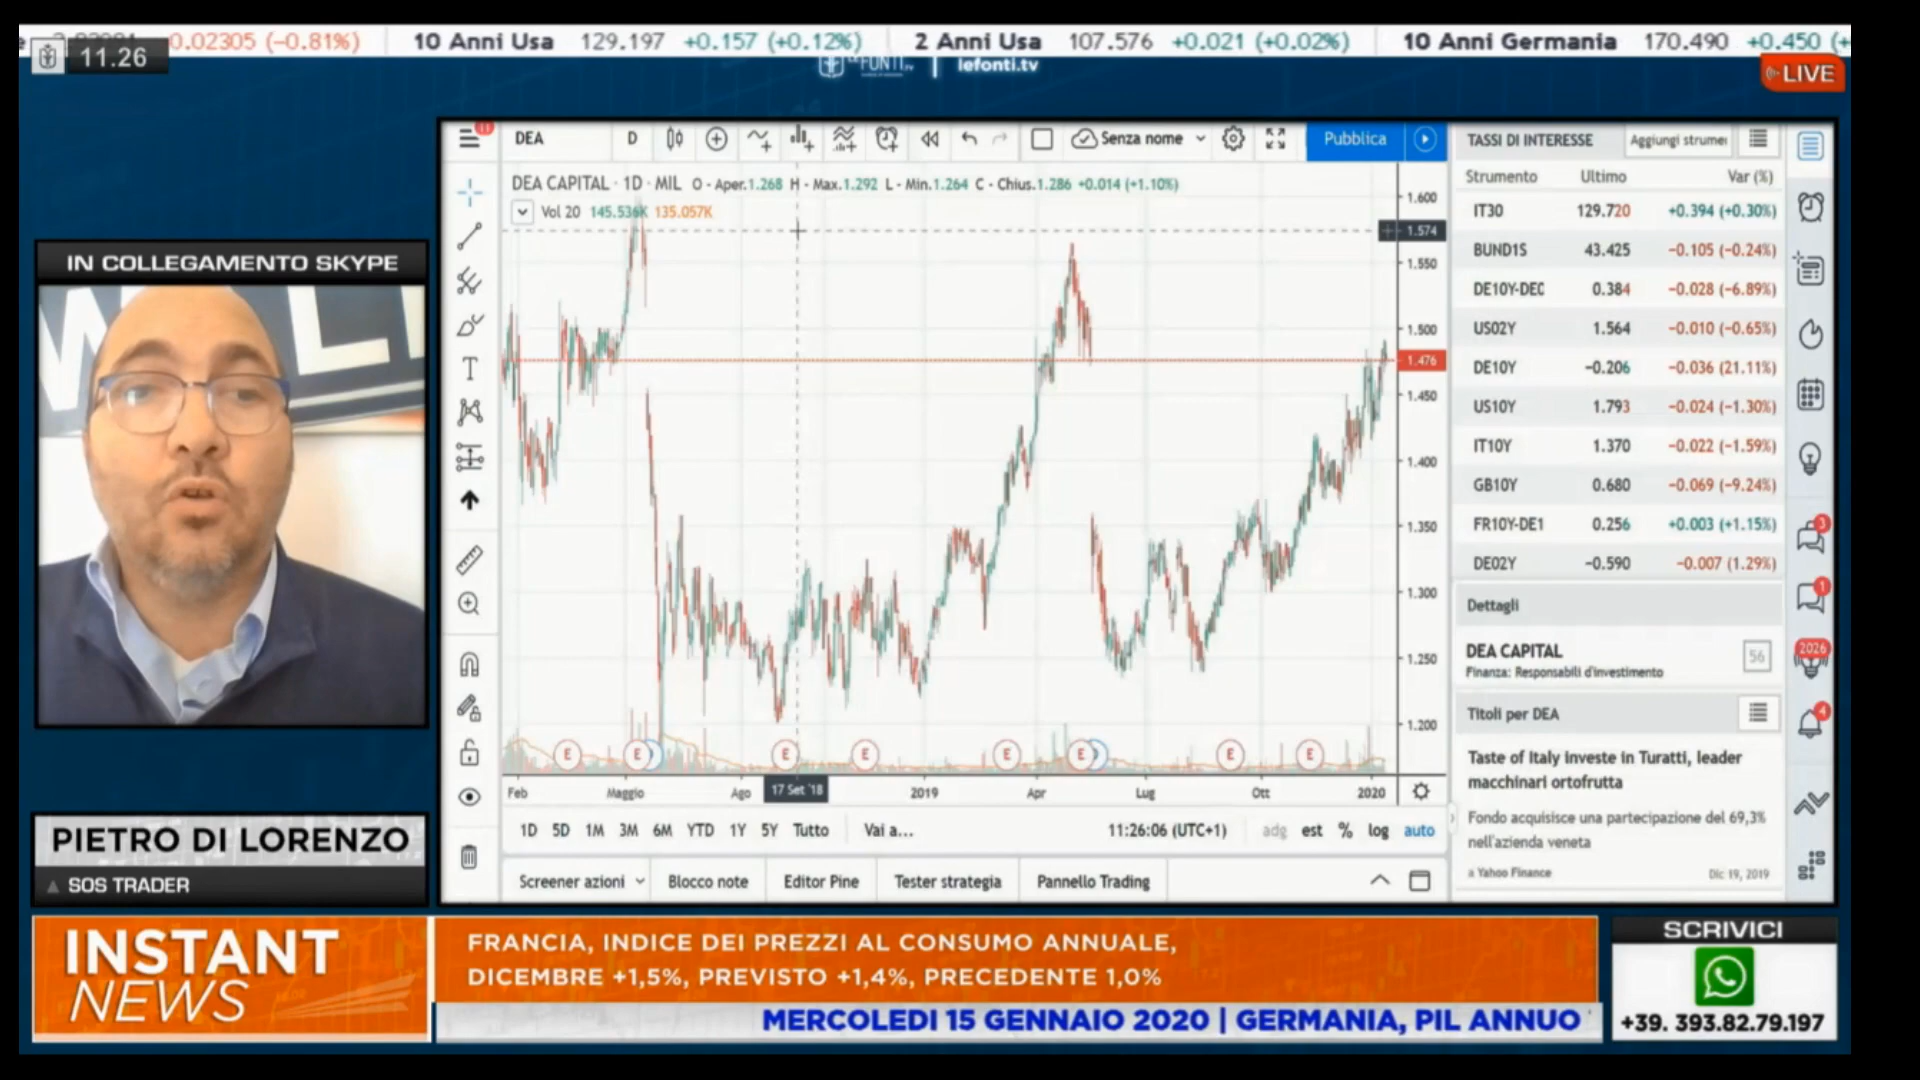 0.02305 (−0.81%) 10 Anni Usa 129.197 +0.157 (+0.12%) 2 Anni Usa 107.576 +0.021 (+0.02%) 10 Anni Germania 170.490 +0.450 (+
11.26
lefonti.tv
LIVE
IN COLLEGAMENTO SKYPE
PIETRO DI LORENZO
SOS TRADER
11
DEA
D
Senza nome
Pubblica
DEA CAPITAL · 1D · MIL O - Aper.1.268 H - Max.1.292 L - Min.1.264 C - Chius.1.286 +0.014 (+1.10%)
Vol 20 145.536K 135.057K
1.600
1.574
1.550
1.500
1.476
1.450
1.400
1.350
1.300
1.250
1.200
E E E E E E E E
Feb Maggio Ago 17 Set '18 2019 Apr Lug Ott 2020
1D 5D 1M 3M 6M YTD 1Y 5Y Tutto Vai a... 11:26:06 (UTC+1) adg est % log auto
Screener azioni Blocco note Editor Pine Tester strategia Pannello Trading
TASSI DI INTERESSE Aggiungi strumei
Strumento Ultimo Var (%)
IT30 129.720 +0.394 (+0.30%)
BUND1S 43.425 −0.105 (−0.24%)
DE10Y-DEC 0.384 −0.028 (−6.89%)
US02Y 1.564 −0.010 (−0.65%)
DE10Y −0.206 −0.036 (21.11%)
US10Y 1.793 −0.024 (−1.30%)
IT10Y 1.370 −0.022 (−1.59%)
GB10Y 0.680 −0.069 (−9.24%)
FR10Y-DE1 0.256 +0.003 (+1.15%)
DE02Y −0.590 −0.007 (1.29%)
Dettagli
DEA CAPITAL 56
Finanza: Responsabili d'investimento
Titoli per DEA
Taste of Italy investe in Turatti, leader
macchinari ortofrutta
Fondo acquisisce una partecipazione del 69,3%
nell'azienda veneta
a Yahoo Finance Dic 19, 2019
3
1
2026
4
INSTANT
NEWS
FRANCIA, INDICE DEI PREZZI AL CONSUMO ANNUALE,
DICEMBRE +1,5%, PREVISTO +1,4%, PRECEDENTE 1,0%
MERCOLEDI 15 GENNAIO 2020 | GERMANIA, PIL ANNUO
SCRIVICI
+39. 393.82.79.197